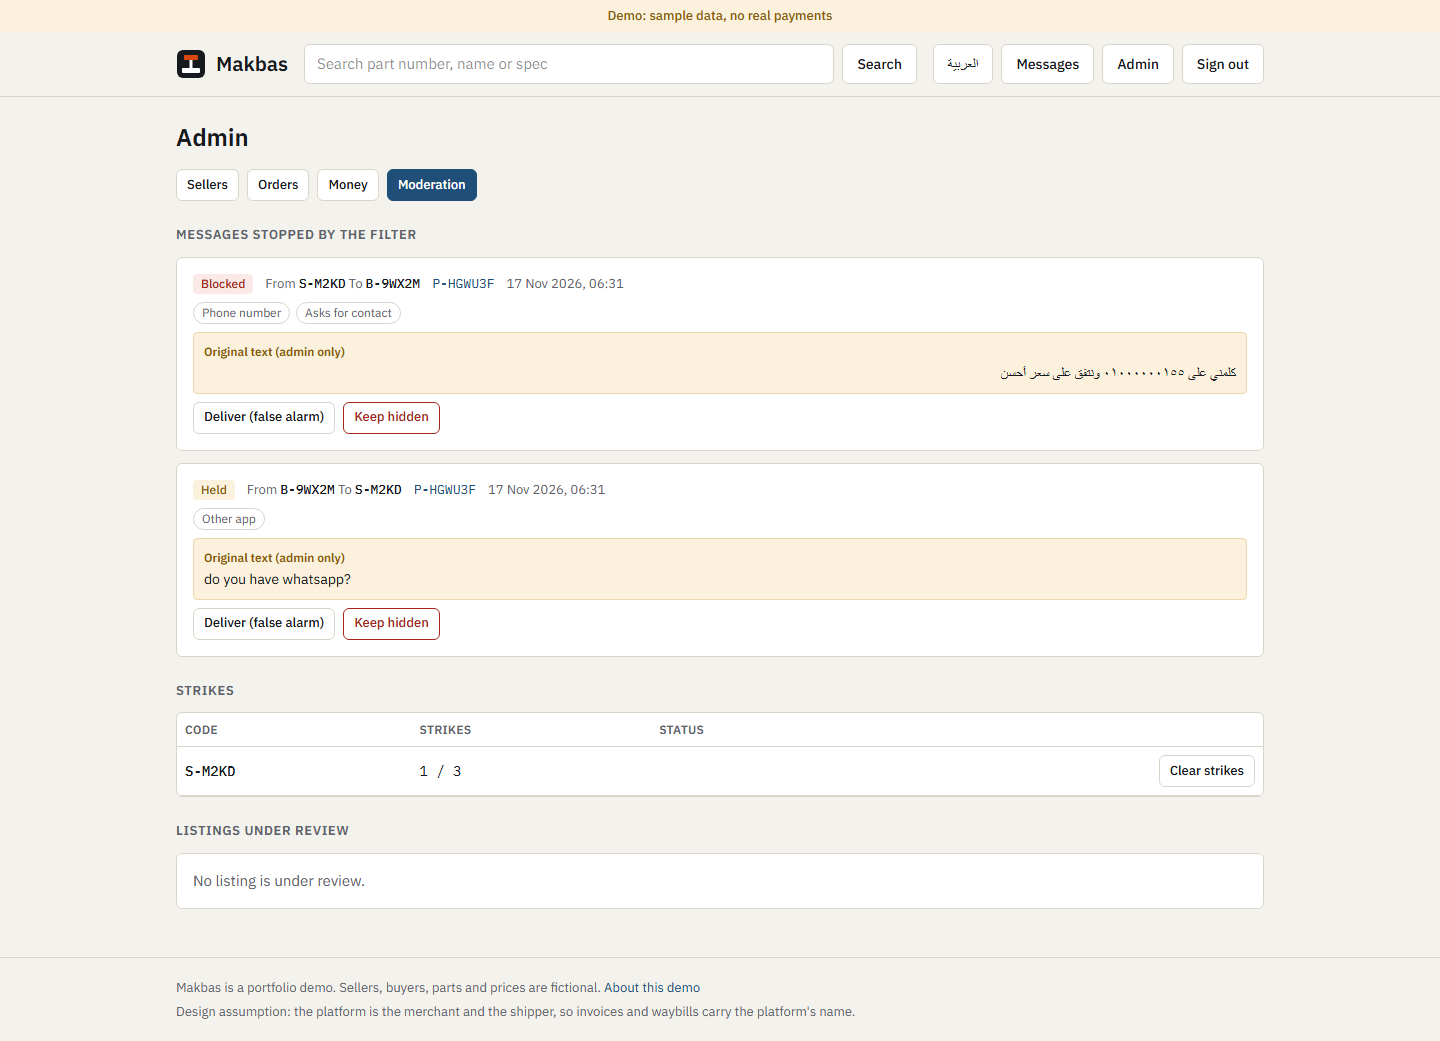 Demo: sample data, no real payments
Makbas
Search part number, name or spec
Search
العربية
Messages
Admin
Sign out
Admin
Sellers
Orders
Money
Moderation
MESSAGES STOPPED BY THE FILTER
Blocked From S-M2KD To B-9WX2M P-HGWU3F 17 Nov 2026, 06:31
Phone number
Asks for contact
Original text (admin only)
كلمني على ٠١٠٠٠٠٠٠٠١٥٥ ونتفق على سعر أحسن
Deliver (false alarm)
Keep hidden
Held From B-9WX2M To S-M2KD P-HGWU3F 17 Nov 2026, 06:31
Other app
Original text (admin only)
do you have whatsapp?
Deliver (false alarm)
Keep hidden
STRIKES
CODE STRIKES STATUS
S-M2KD 1 / 3 Clear strikes
LISTINGS UNDER REVIEW
No listing is under review.
Makbas is a portfolio demo. Sellers, buyers, parts and prices are fictional. About this demo
Design assumption: the platform is the merchant and the shipper, so invoices and waybills carry the platform's name.